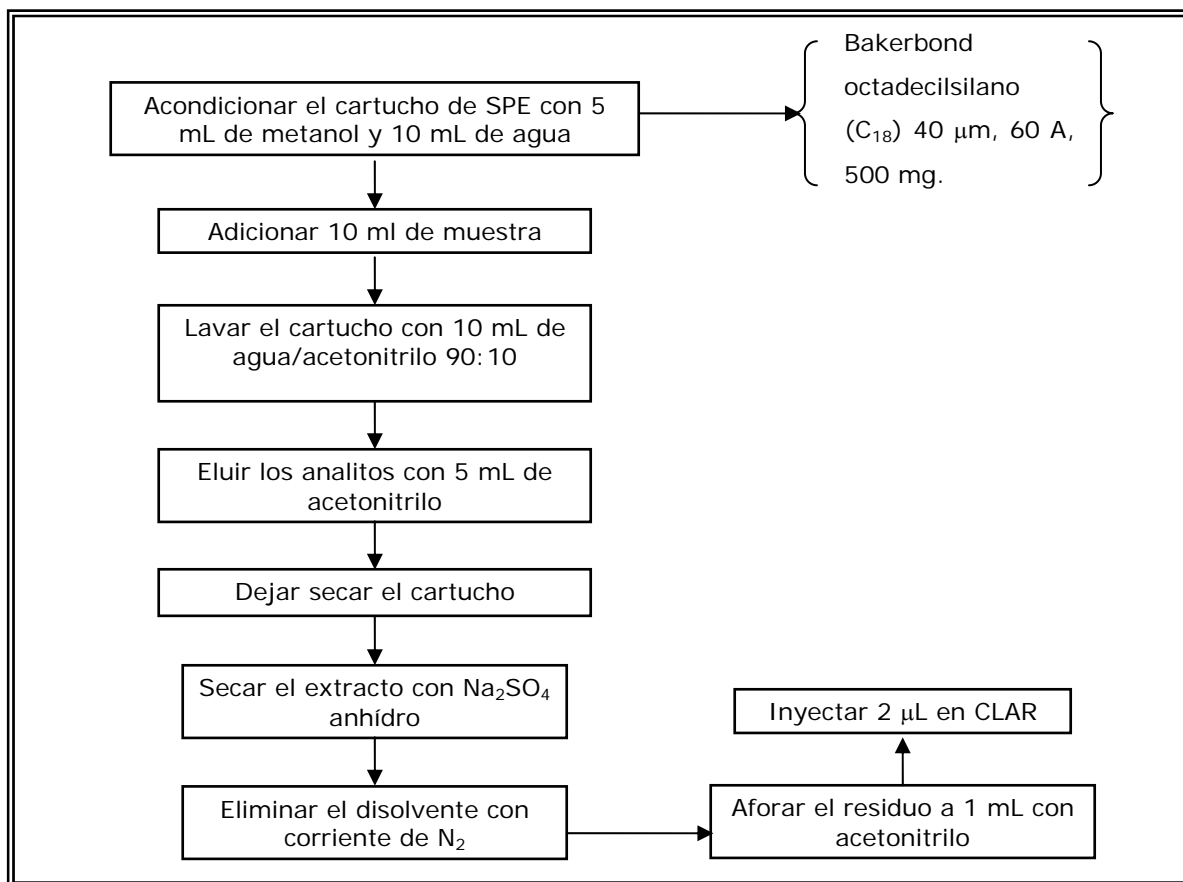 Acondicionar el cartucho de SPE con 5
mL de metanol y 10 mL de agua
Bakerbond
octadecilsilano
(C18) 40 μm, 60 A,
500 mg.
Adicionar 10 ml de muestra
Lavar el cartucho con 10 mL de
agua/acetonitrilo 90:10
Eluir los analitos con 5 mL de
acetonitrilo
Dejar secar el cartucho
Secar el extracto con Na2SO4
anhídro
Eliminar el disolvente con
corriente de N2
Aforar el residuo a 1 mL con
acetonitrilo
Inyectar 2 μL en CLAR